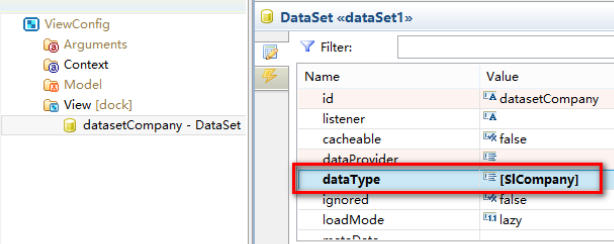 ViewConfig
Arguments
Context
Model
View [dock]
datasetCompany - DataSet
DataSet «dataSet1»
Filter:
Name Value
id datasetCompany
listener
cacheable false
dataProvider
dataType [SlCompany]
ignored false
loadMode lazy
metaData